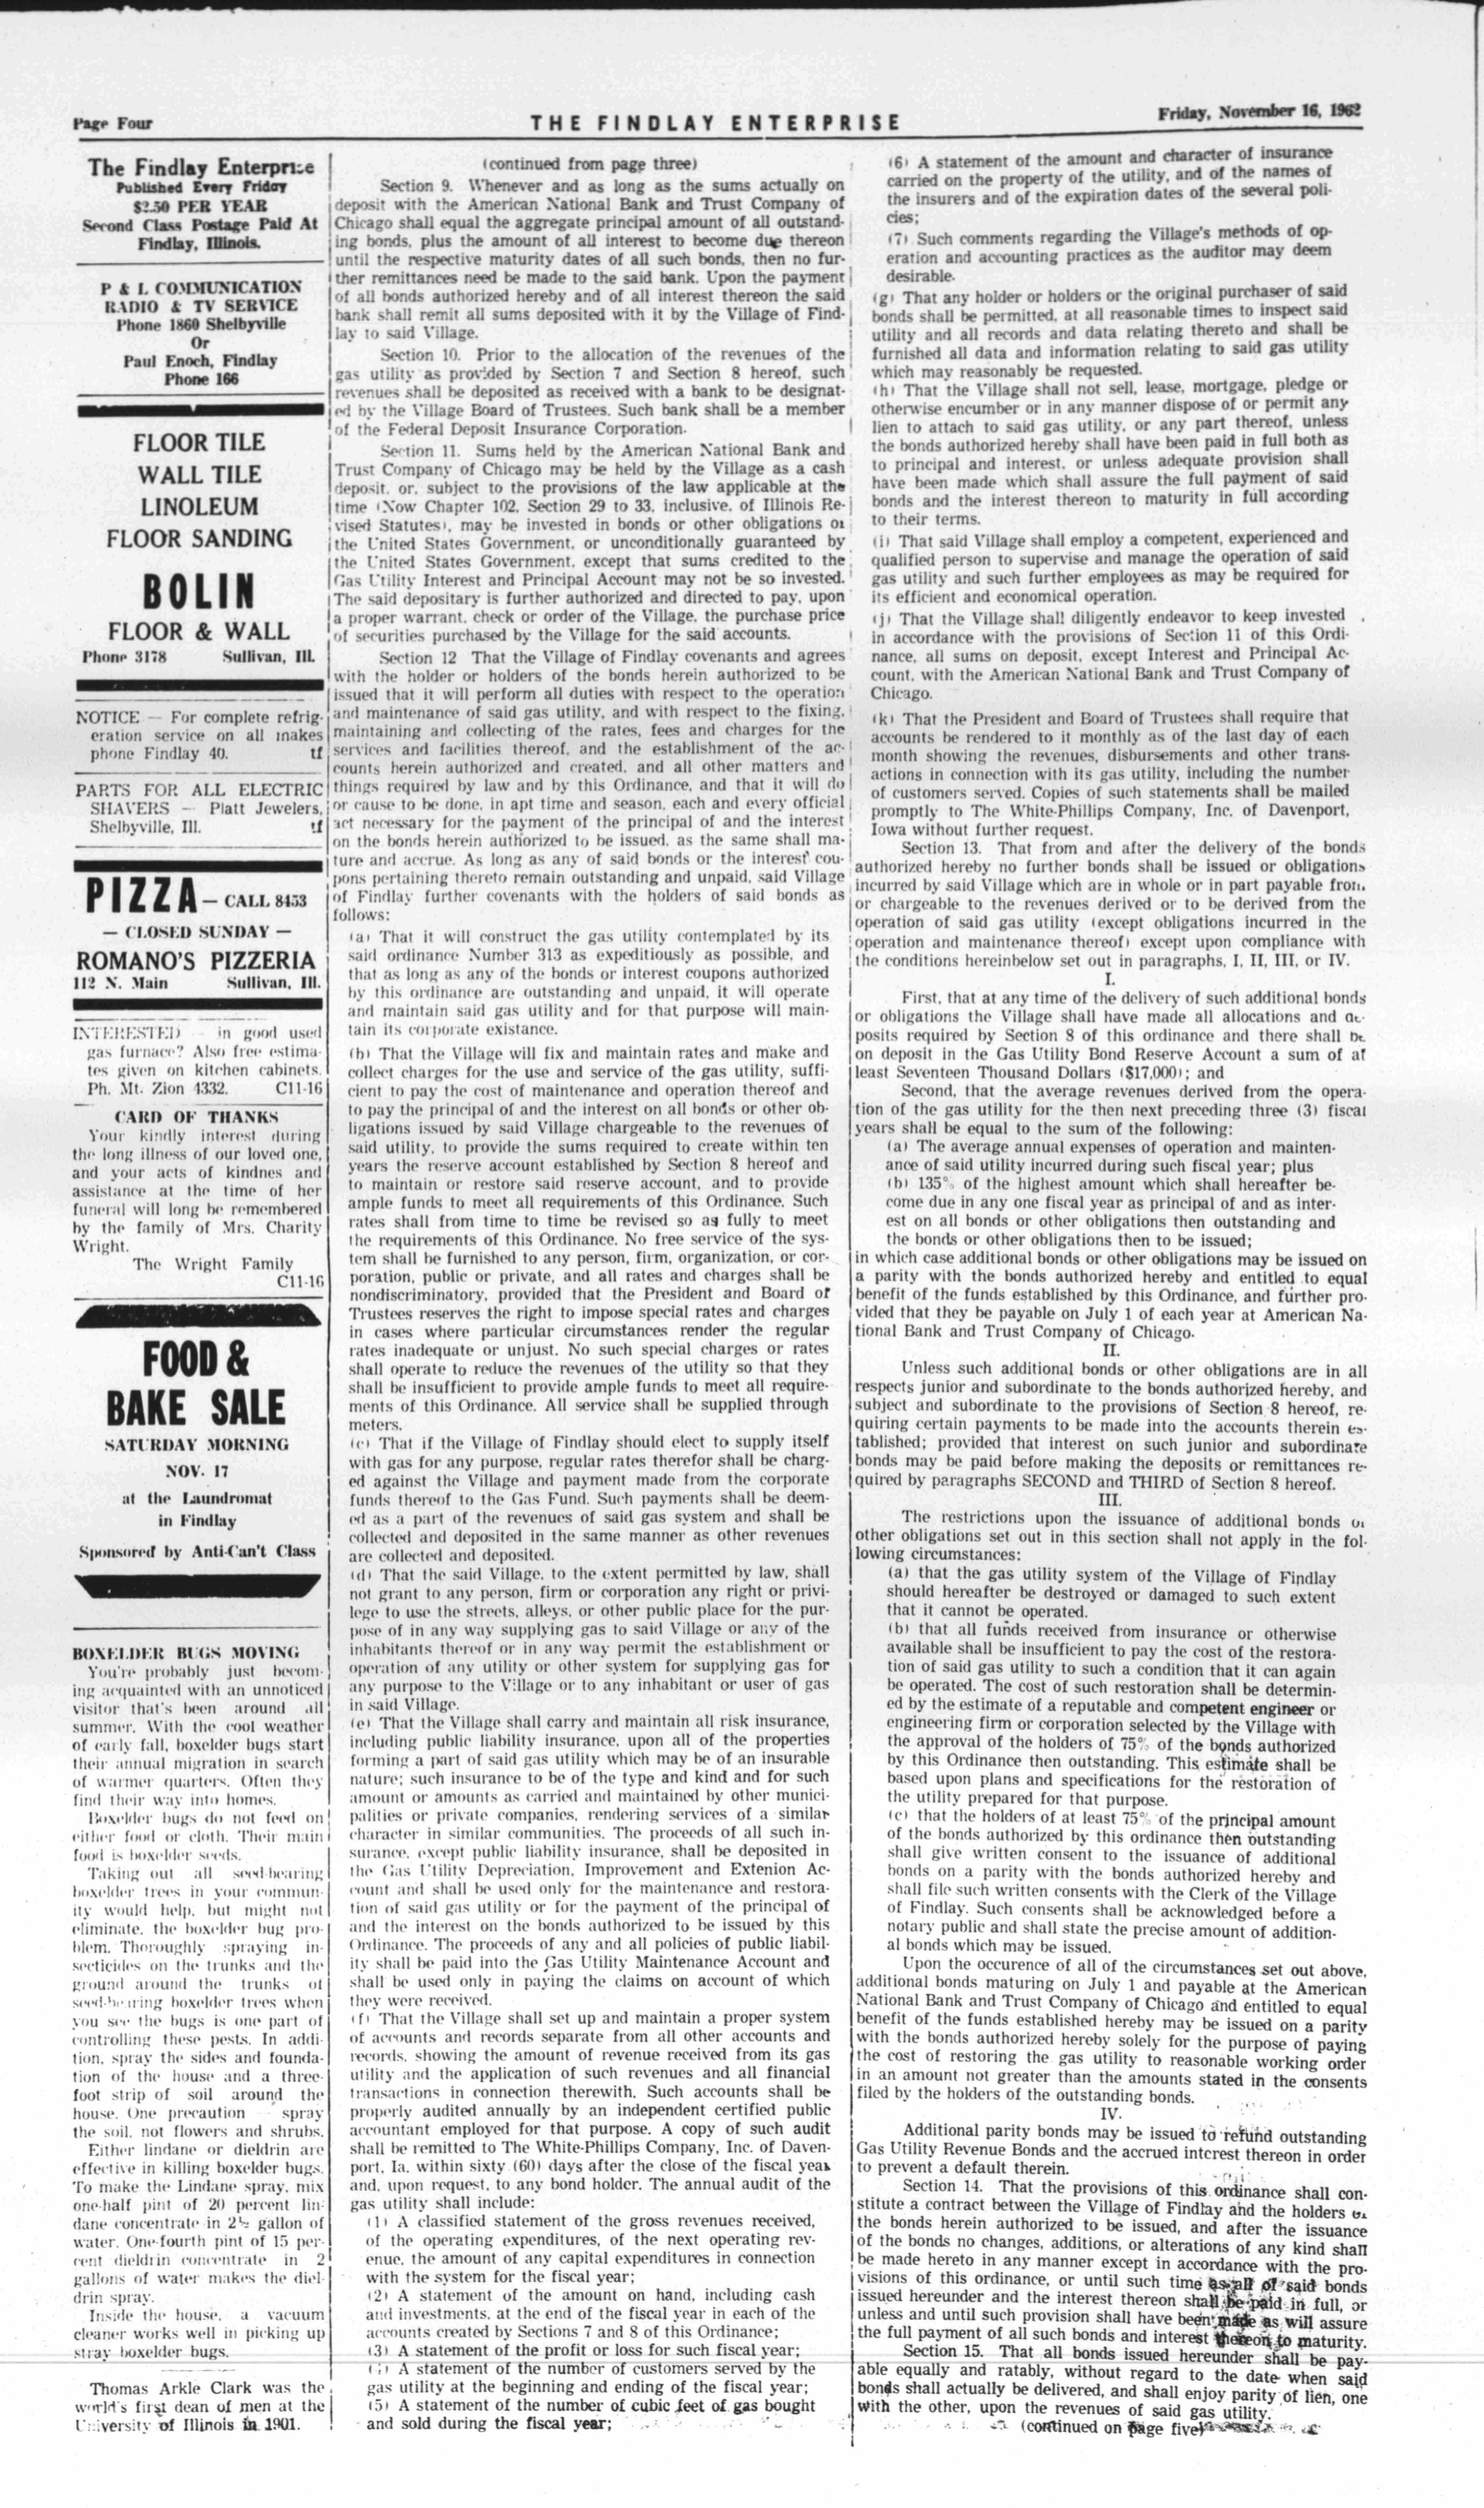 Page Four
THE FINDLAY ENTERPRISE
Friday, November 16, 1962
The Findlay Enterprise
Published Every Friday
$2.50 PER YEAR
Second Class Postage Paid At
Findlay, Illinois.
P & L COMMUNICATION
RADIO & TV SERVICE
Phone 1860 Shelbyville
Or
Paul Enoch, Findlay
Phone 166
FLOOR TILE
WALL TILE
LINOLEUM
FLOOR SANDING
BOLIN
FLOOR & WALL
Phone 3178 Sullivan, Ill.
NOTICE — For complete refrig-
eration service on all makes
phone Findlay 40. tf
PARTS FOR ALL ELECTRIC
SHAVERS — Platt Jewelers,
Shelbyville, Ill. tf
PIZZA — CALL 8453
— CLOSED SUNDAY —
ROMANO'S PIZZERIA
112 N. Main Sullivan, Ill.
INTERESTED — in good used
gas furnace? Also free estima-
tes given on kitchen cabinets.
Ph. Mt. Zion 4332. C11-16
CARD OF THANKS
Your kindly interest during
the long illness of our loved one,
and your acts of kindnes and
assistance at the time of her
funeral will long be remembered
by the family of Mrs. Charity
Wright.
The Wright Family
C11-16
FOOD &
BAKE SALE
SATURDAY MORNING
NOV. 17
at the Laundromat
in Findlay
Sponsored by Anti-Can't Class
BOXELDER BUGS MOVING
You're probably just becom-
ing acquainted with an unnoticed
visitor that's been around all
summer. With the cool weather
of early fall, boxelder bugs start
their annual migration in search
of warmer quarters. Often they
find their way into homes.
Boxelder bugs do not feed on
either food or cloth. Their main
food is boxelder seeds.
Taking out all seed-bearing
boxelder trees in your commun-
ity would help, but might not
eliminate, the boxelder bug pro-
blem. Thoroughly spraying in-
secticides on the trunks and the
ground around the trunks of
seed-bearing boxelder trees when
you see the bugs is one part of
controlling these pests. In addi-
tion, spray the sides and founda-
tion of the house and a three-
foot strip of soil around the
house. One precaution — spray
the soil, not flowers and shrubs.
Either lindane or dieldrin are
effective in killing boxelder bugs.
To make the Lindane spray, mix
one-half pint of 20 percent lin-
dane concentrate in 2½ gallon of
water. One-fourth pint of 15 per-
cent dieldrin concentrate in 2
gallons of water makes the diel-
drin spray.
Inside the house, a vacuum
cleaner works well in picking up
stray boxelder bugs.
Thomas Arkle Clark was the
world's first dean of men at the
University of Illinois in 1901.
(continued from page three)
Section 9. Whenever and as long as the sums actually on
deposit with the American National Bank and Trust Company of
Chicago shall equal the aggregate principal amount of all outstand-
ing bonds, plus the amount of all interest to become due thereon
until the respective maturity dates of all such bonds, then no fur-
ther remittances need be made to the said bank. Upon the payment
of all bonds authorized hereby and of all interest thereon the said
bank shall remit all sums deposited with it by the Village of Find-
lay to said Village.
Section 10. Prior to the allocation of the revenues of the
gas utility as provided by Section 7 and Section 8 hereof, such
revenues shall be deposited as received with a bank to be designat-
ed by the Village Board of Trustees. Such bank shall be a member
of the Federal Deposit Insurance Corporation.
Section 11. Sums held by the American National Bank and
Trust Company of Chicago may be held by the Village as a cash
deposit, or, subject to the provisions of the law applicable at the
time (Now Chapter 102, Section 29 to 33, inclusive, of Illinois Re-
vised Statutes), may be invested in bonds or other obligations of
the United States Government, or unconditionally guaranteed by
the United States Government, except that sums credited to the
Gas Utility Interest and Principal Account may not be so invested.
The said depositary is further authorized and directed to pay, upon
a proper warrant, check or order of the Village, the purchase price
of securities purchased by the Village for the said accounts.
Section 12 That the Village of Findlay covenants and agrees
with the holder or holders of the bonds herein authorized to be
issued that it will perform all duties with respect to the operation
and maintenance of said gas utility, and with respect to the fixing,
maintaining and collecting of the rates, fees and charges for the
services and facilities thereof, and the establishment of the ac-
counts herein authorized and created, and all other matters and
things required by law and by this Ordinance, and that it will do
or cause to be done, in apt time and season, each and every official
act necessary for the payment of the principal of and the interest
on the bonds herein authorized to be issued, as the same shall ma-
ture and accrue. As long as any of said bonds or the interest cou-
pons pertaining thereto remain outstanding and unpaid, said Village
of Findlay further covenants with the holders of said bonds as
follows:
(a) That it will construct the gas utility contemplated by its
said ordinance Number 313 as expeditiously as possible, and
that as long as any of the bonds or interest coupons authorized
by this ordinance are outstanding and unpaid, it will operate
and maintain said gas utility and for that purpose will main-
tain its corporate existance.
(b) That the Village will fix and maintain rates and make and
collect charges for the use and service of the gas utility, suffi-
cient to pay the cost of maintenance and operation thereof and
to pay the principal of and the interest on all bonds or other ob-
ligations issued by said Village chargeable to the revenues of
said utility, to provide the sums required to create within ten
years the reserve account established by Section 8 hereof and
to maintain or restore said reserve account, and to provide
ample funds to meet all requirements of this Ordinance. Such
rates shall from time to time be revised so as fully to meet
the requirements of this Ordinance. No free service of the sys-
tem shall be furnished to any person, firm, organization, or cor-
poration, public or private, and all rates and charges shall be
nondiscriminatory, provided that the President and Board of
Trustees reserves the right to impose special rates and charges
in cases where particular circumstances render the regular
rates inadequate or unjust. No such special charges or rates
shall operate to reduce the revenues of the utility so that they
shall be insufficient to provide ample funds to meet all require-
ments of this Ordinance. All service shall be supplied through
meters.
(c) That if the Village of Findlay should elect to supply itself
with gas for any purpose, regular rates therefor shall be charg-
ed against the Village and payment made from the corporate
funds thereof to the Gas Fund. Such payments shall be deem-
ed as a part of the revenues of said gas system and shall be
collected and deposited in the same manner as other revenues
are collected and deposited.
(d) That the said Village, to the extent permitted by law, shall
not grant to any person, firm or corporation any right or privi-
lege to use the streets, alleys, or other public place for the pur-
pose of in any way supplying gas to said Village or any of the
inhabitants thereof or in any way permit the establishment or
operation of any utility or other system for supplying gas for
any purpose to the Village or to any inhabitant or user of gas
in said Village.
(e) That the Village shall carry and maintain all risk insurance,
including public liability insurance, upon all of the properties
forming a part of said gas utility which may be of an insurable
nature; such insurance to be of the type and kind and for such
amount or amounts as carried and maintained by other munici-
palities or private companies, rendering services of a similar
character in similar communities. The proceeds of all such in-
surance, except public liability insurance, shall be deposited in
the Gas Utility Depreciation, Improvement and Extenion Ac-
count and shall be used only for the maintenance and restora-
tion of said gas utility or for the payment of the principal of
and the interest on the bonds authorized to be issued by this
Ordinance. The proceeds of any and all policies of public liabil-
ity shall be paid into the Gas Utility Maintenance Account and
shall be used only in paying the claims on account of which
they were received.
(f) That the Village shall set up and maintain a proper system
of accounts and records separate from all other accounts and
records, showing the amount of revenue received from its gas
utility and the application of such revenues and all financial
transactions in connection therewith. Such accounts shall be
properly audited annually by an independent certified public
accountant employed for that purpose. A copy of such audit
shall be remitted to The White-Phillips Company, Inc. of Daven-
port, Ia. within sixty (60) days after the close of the fiscal year
and, upon request, to any bond holder. The annual audit of the
gas utility shall include:
(1) A classified statement of the gross revenues received,
of the operating expenditures, of the next operating rev-
enue, the amount of any capital expenditures in connection
with the system for the fiscal year;
(2) A statement of the amount on hand, including cash
and investments, at the end of the fiscal year in each of the
accounts created by Sections 7 and 8 of this Ordinance;
(3) A statement of the profit or loss for such fiscal year;
A statement of the number of customers served by the
gas utility at the beginning and ending of the fiscal year;
(5) A statement of the number of cubic feet of gas bought
and sold during the fiscal year;
(6) A statement of the amount and character of insurance
carried on the property of the utility, and of the names of
the insurers and of the expiration dates of the several poli-
cies;
(7) Such comments regarding the Village's methods of op-
eration and accounting practices as the auditor may deem
desirable.
(g) That any holder or holders or the original purchaser of said
bonds shall be permitted, at all reasonable times to inspect said
utility and all records and data relating thereto and shall be
furnished all data and information relating to said gas utility
which may reasonably be requested.
(h) That the Village shall not sell, lease, mortgage, pledge or
otherwise encumber or in any manner dispose of or permit any
lien to attach to said gas utility, or any part thereof, unless
the bonds authorized hereby shall have been paid in full both as
to principal and interest, or unless adequate provision shall
have been made which shall assure the full payment of said
bonds and the interest thereon to maturity in full according
to their terms.
(i) That said Village shall employ a competent, experienced and
qualified person to supervise and manage the operation of said
gas utility and such further employees as may be required for
its efficient and economical operation.
(j) That the Village shall diligently endeavor to keep invested
in accordance with the provisions of Section 11 of this Ordi-
nance, all sums on deposit, except Interest and Principal Ac-
count, with the American National Bank and Trust Company of
Chicago.
(k) That the President and Board of Trustees shall require that
accounts be rendered to it monthly as of the last day of each
month showing the revenues, disbursements and other trans-
actions in connection with its gas utility, including the number
of customers served. Copies of such statements shall be mailed
promptly to The White-Phillips Company, Inc. of Davenport,
Iowa without further request.
Section 13. That from and after the delivery of the bonds
authorized hereby no further bonds shall be issued or obligations
incurred by said Village which are in whole or in part payable from
or chargeable to the revenues derived or to be derived from the
operation of said gas utility (except obligations incurred in the
operation and maintenance thereof) except upon compliance with
the conditions hereinbelow set out in paragraphs, I, II, III, or IV.
I.
First, that at any time of the delivery of such additional bonds
or obligations the Village shall have made all allocations and de-
posits required by Section 8 of this ordinance and there shall be
on deposit in the Gas Utility Bond Reserve Account a sum of at
least Seventeen Thousand Dollars ($17,000); and
Second, that the average revenues derived from the opera-
tion of the gas utility for the then next preceding three (3) fiscal
years shall be equal to the sum of the following:
(a) The average annual expenses of operation and mainten-
ance of said utility incurred during such fiscal year; plus
(b) 135% of the highest amount which shall hereafter be-
come due in any one fiscal year as principal of and as inter-
est on all bonds or other obligations then outstanding and
the bonds or other obligations then to be issued;
in which case additional bonds or other obligations may be issued on
a parity with the bonds authorized hereby and entitled to equal
benefit of the funds established by this Ordinance, and further pro-
vided that they be payable on July 1 of each year at American Na-
tional Bank and Trust Company of Chicago.
II.
Unless such additional bonds or other obligations are in all
respects junior and subordinate to the bonds authorized hereby, and
subject and subordinate to the provisions of Section 8 hereof, re-
quiring certain payments to be made into the accounts therein es-
tablished; provided that interest on such junior and subordinate
bonds may be paid before making the deposits or remittances re-
quired by paragraphs SECOND and THIRD of Section 8 hereof.
III.
The restrictions upon the issuance of additional bonds or
other obligations set out in this section shall not apply in the fol-
lowing circumstances:
(a) that the gas utility system of the Village of Findlay
should hereafter be destroyed or damaged to such extent
that it cannot be operated.
(b) that all funds received from insurance or otherwise
available shall be insufficient to pay the cost of the restora-
tion of said gas utility to such a condition that it can again
be operated. The cost of such restoration shall be determin-
ed by the estimate of a reputable and competent engineer or
engineering firm or corporation selected by the Village with
the approval of the holders of 75% of the bonds authorized
by this Ordinance then outstanding. This estimate shall be
based upon plans and specifications for the restoration of
the utility prepared for that purpose.
(c) that the holders of at least 75% of the principal amount
of the bonds authorized by this ordinance then outstanding
shall give written consent to the issuance of additional
bonds on a parity with the bonds authorized hereby and
shall file such written consents with the Clerk of the Village
of Findlay. Such consents shall be acknowledged before a
notary public and shall state the precise amount of addition-
al bonds which may be issued.
Upon the occurence of all of the circumstances set out above,
additional bonds maturing on July 1 and payable at the American
National Bank and Trust Company of Chicago and entitled to equal
benefit of the funds established hereby may be issued on a parity
with the bonds authorized hereby solely for the purpose of paying
the cost of restoring the gas utility to reasonable working order
in an amount not greater than the amounts stated in the consents
filed by the holders of the outstanding bonds.
IV.
Additional parity bonds may be issued to refund outstanding
Gas Utility Revenue Bonds and the accrued interest thereon in order
to prevent a default therein.
Section 14. That the provisions of this ordinance shall con-
stitute a contract between the Village of Findlay and the holders of
the bonds herein authorized to be issued, and after the issuance
of the bonds no changes, additions, or alterations of any kind shall
be made hereto in any manner except in accordance with the pro-
visions of this ordinance, or until such time as all of said bonds
issued hereunder and the interest thereon shall be paid in full, or
unless and until such provision shall have been made as will assure
the full payment of all such bonds and interest thereon to maturity.
Section 15. That all bonds issued hereunder shall be pay-
able equally and ratably, without regard to the date when said
bonds shall actually be delivered, and shall enjoy parity of lien, one
with the other, upon the revenues of said gas utility.
(continued on page five)